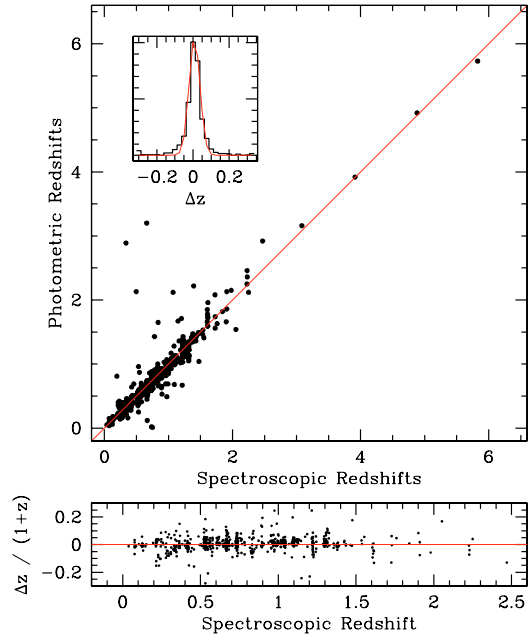 −0.2 0 0.2
Δz
Photometric Redshifts
6
4
2
0
0 2 4 6
Spectroscopic Redshifts
Δz / (1+z)
0.2
0
−0.2
0 0.5 1 1.5 2 2.5
Spectroscopic Redshift